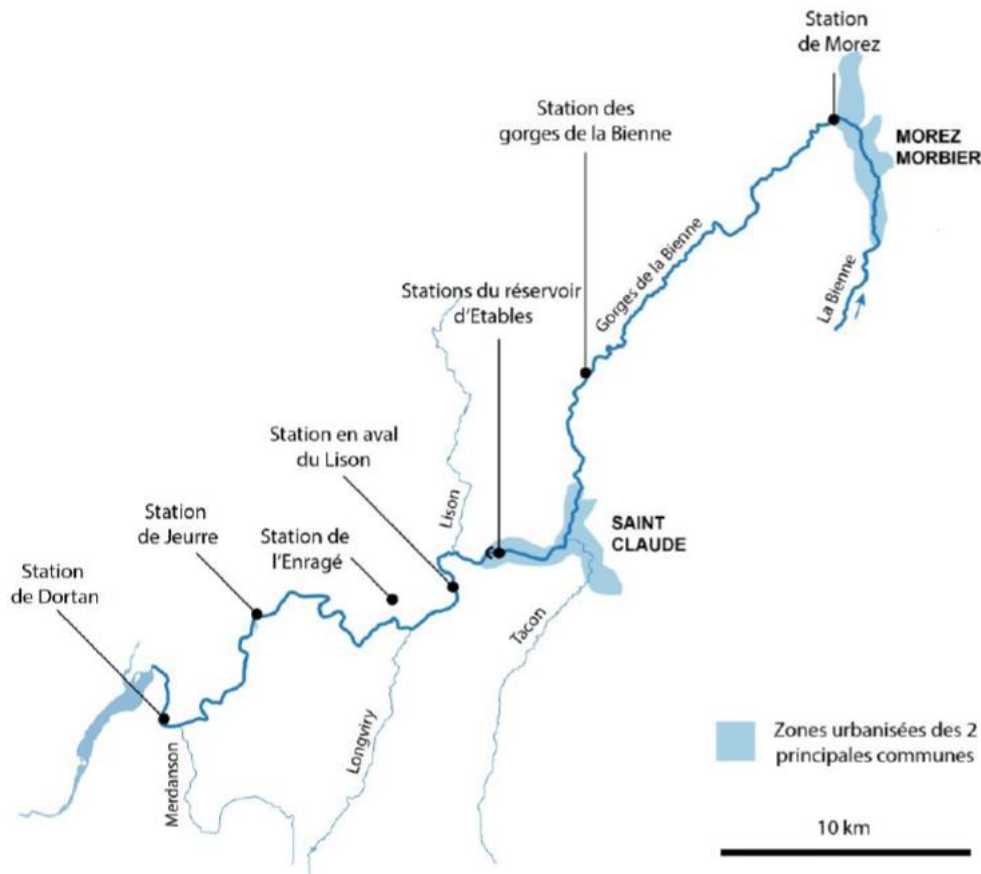 Station
de Morez
Station des
gorges de la Bienne
MOREZ
MORBIER
Gorges de la Bienne
La Bienne
Stations du réservoir
d'Etables
Station en aval
du Lison
Lison
Station
de Jeurre
Station de
l'Enragé
SAINT
CLAUDE
Station
de Dortan
Tacon
Longviry
Merdanson
Zones urbanisées des 2
principales communes
10 km